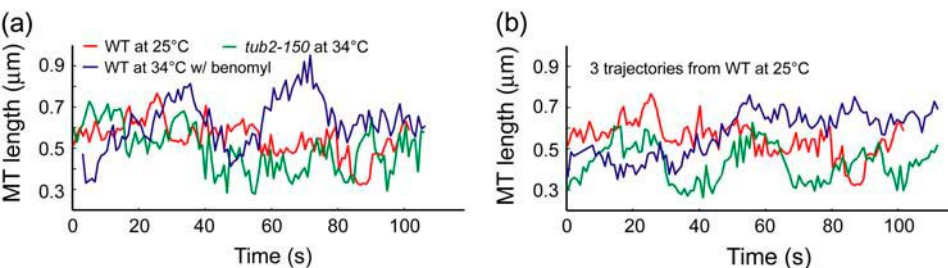 (a)
MT length (μm)
0.9
0.7
0.5
0.3
WT at 25°C
tub2-150 at 34°C
WT at 34°C w/ benomyl
0 20 40 60 80 100
Time (s)
(b)
MT length (μm)
0.9
0.7
0.5
0.3
3 trajectories from WT at 25°C
0 20 40 60 80 100
Time (s)